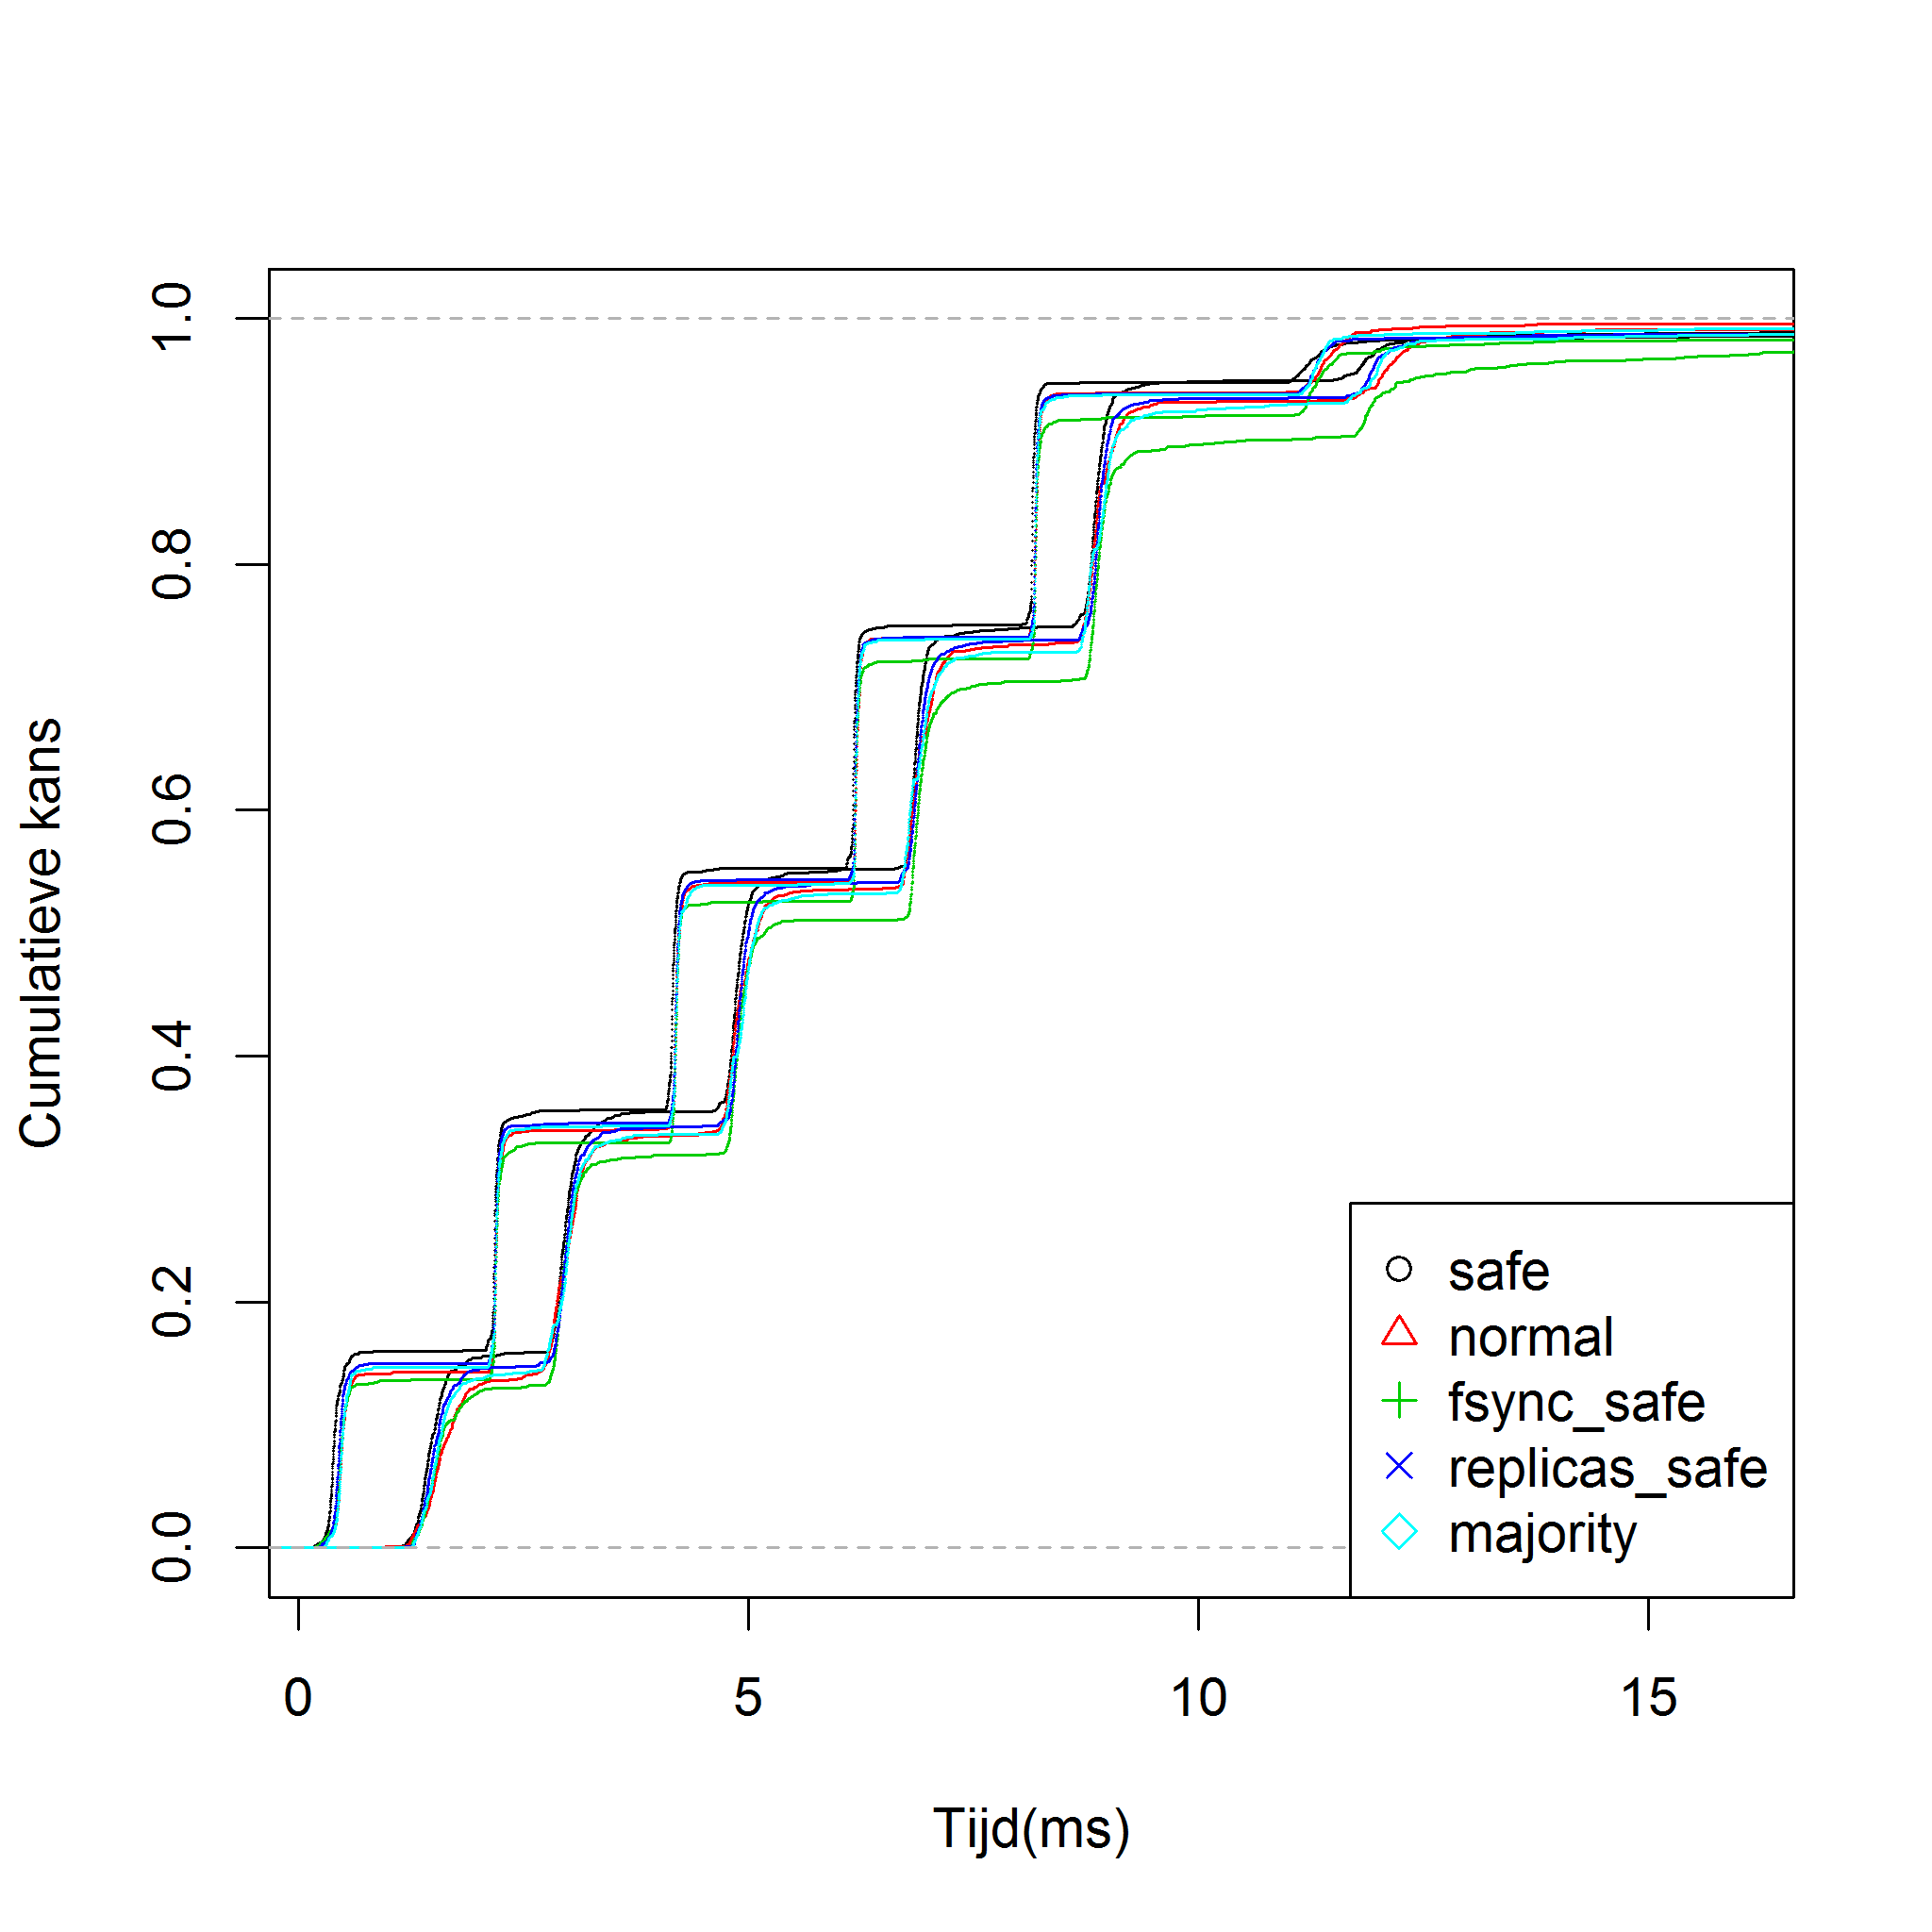 Cumulatieve kans
1.0
0.8
0.6
0.4
0.2
0.0
safe
normal
fsync_safe
replicas_safe
majority
0 5 10 15
Tijd(ms)